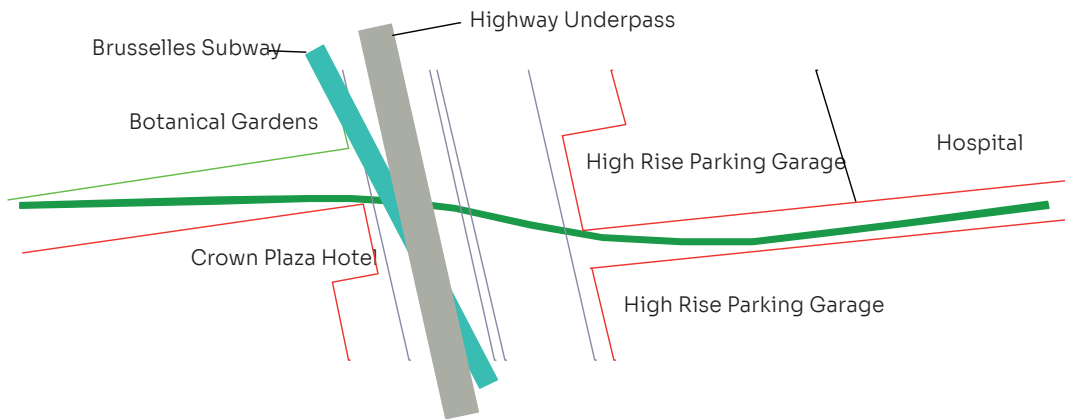 Highway Underpass
Brusselles Subway
Botanical Gardens
Hospital
High Rise Parking Garage
Crown Plaza Hotel
High Rise Parking Garage